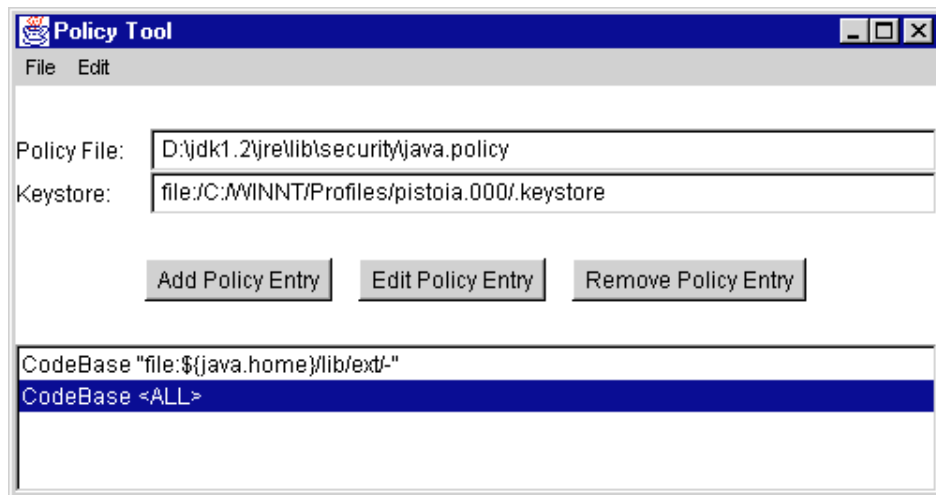 Policy Tool
File Edit
Policy File: D:\jdk1.2\jre\lib\security\java.policy
Keystore: file:/C:/WINNT/Profiles/pistoia.000/.keystore
Add Policy Entry Edit Policy Entry Remove Policy Entry
CodeBase "file:${java.home}/lib/ext/-"
CodeBase <ALL>